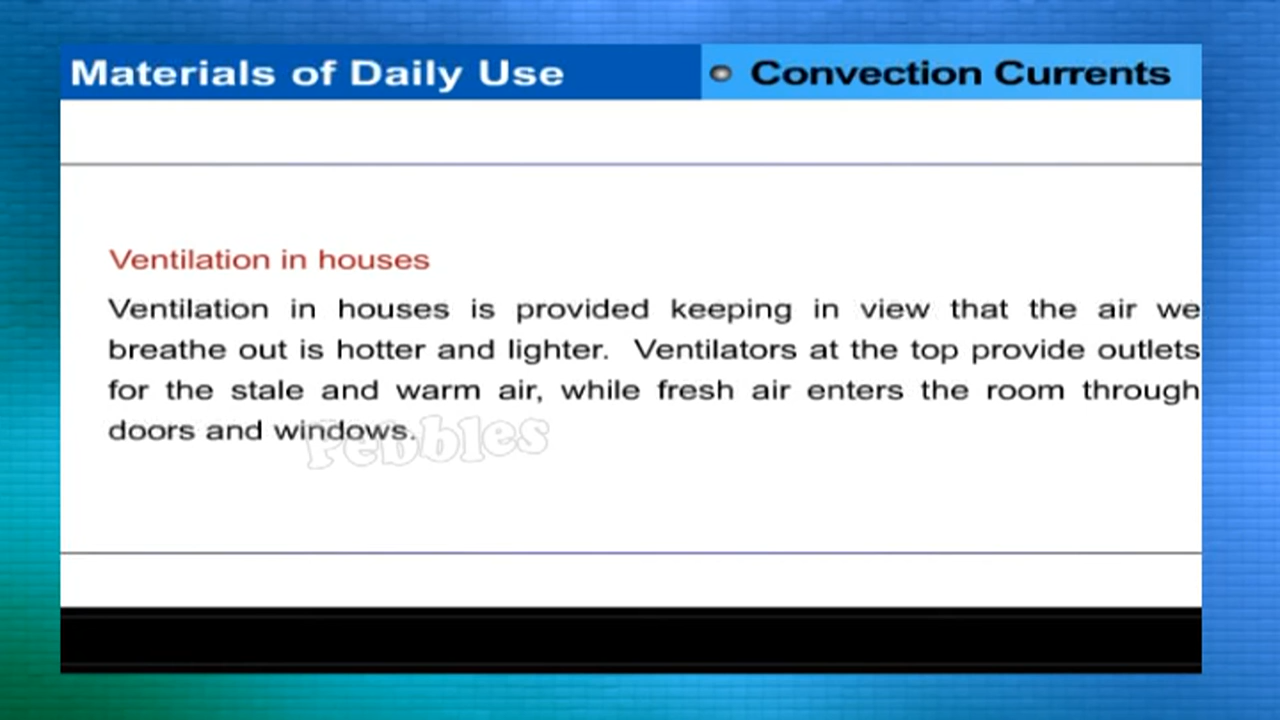 Materials of Daily Use
Convection Currents
Ventilation in houses
Ventilation in houses is provided keeping in view that the air we
breathe out is hotter and lighter. Ventilators at the top provide outlets
for the stale and warm air, while fresh air enters the room through
doors and windows.
Pebbles